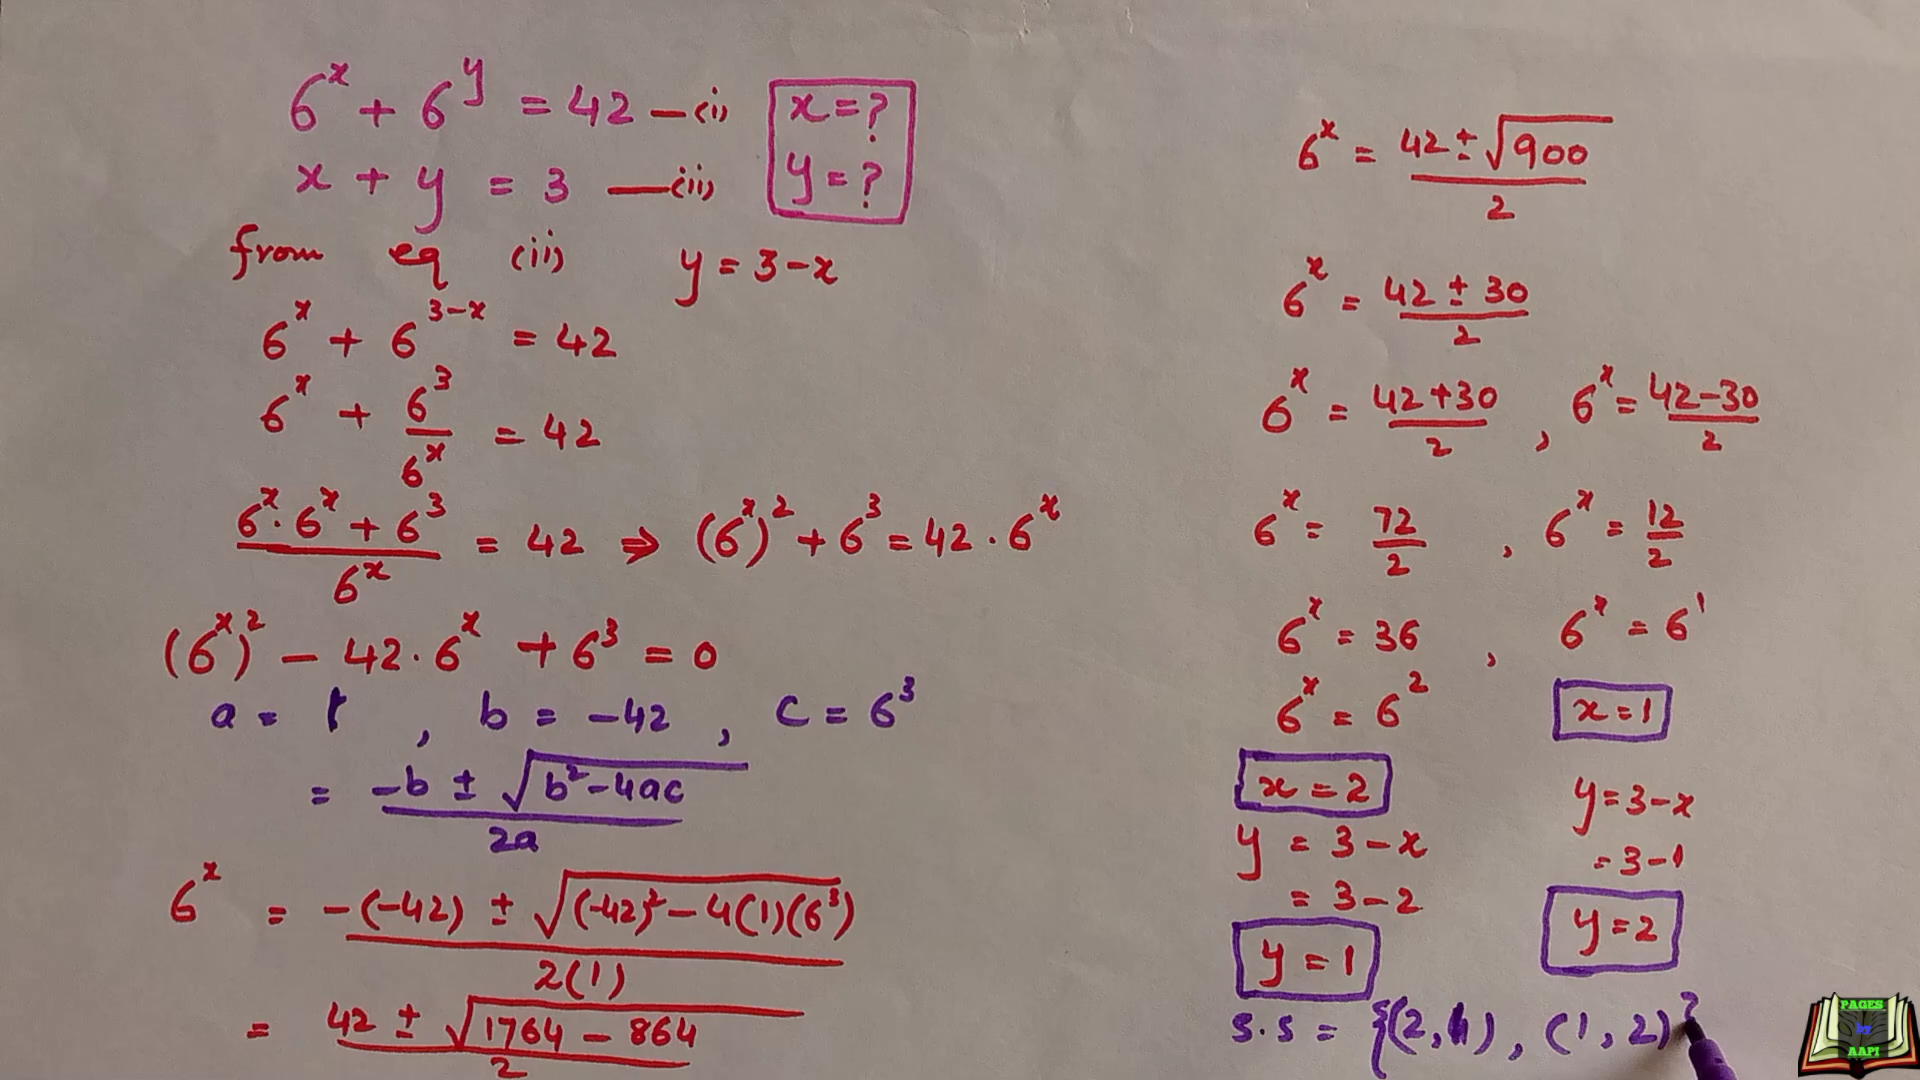 6^x + 6^y = 42 —(i)
x + y = 3 —(ii)
x = ?
y = ?
from eq (ii) y = 3-x
6^x + 6^(3-x) = 42
6^x + 6^3/6^x = 42
(6^x · 6^x + 6^3)/6^x = 42 ⇒ (6^x)^2 + 6^3 = 42 · 6^x
(6^x)^2 - 42 · 6^x + 6^3 = 0
a = 1 , b = -42 , c = 6^3
= (-b ± √(b^2-4ac))/2a
6^x = (-(-42) ± √((-42)^2 - 4(1)(6^3)))/2(1)
= (42 ± √(1764 - 864))/2
6^x = (42 ± √900)/2
6^x = (42 ± 30)/2
6^x = (42+30)/2 , 6^x = (42-30)/2
6^x = 72/2 , 6^x = 12/2
6^x = 36 , 6^x = 6^1
6^x = 6^2
x = 1
x = 2
y = 3 - x
= 3 - 2
y = 1
y = 3 - x
= 3 - 1
y = 2
S.S = {(2,1), (1,2)}
PAGES
by
AAPI